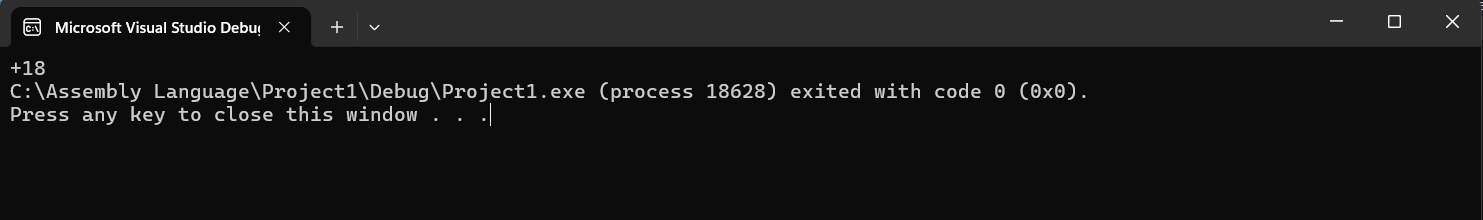 Microsoft Visual Studio Debug
+18
C:\Assembly Language\Project1\Debug\Project1.exe (process 18628) exited with code 0 (0x0).
Press any key to close this window . . .